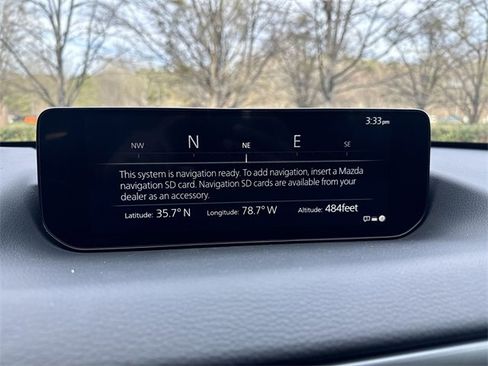 3:33pm
NW N NE E SE
This system is navigation ready. To add navigation, insert a Mazda
navigation SD card. Navigation SD cards are available from your
dealer as an accessory.
Latitude: 35.7° N Longitude: 78.7° W Altitude: 484feet